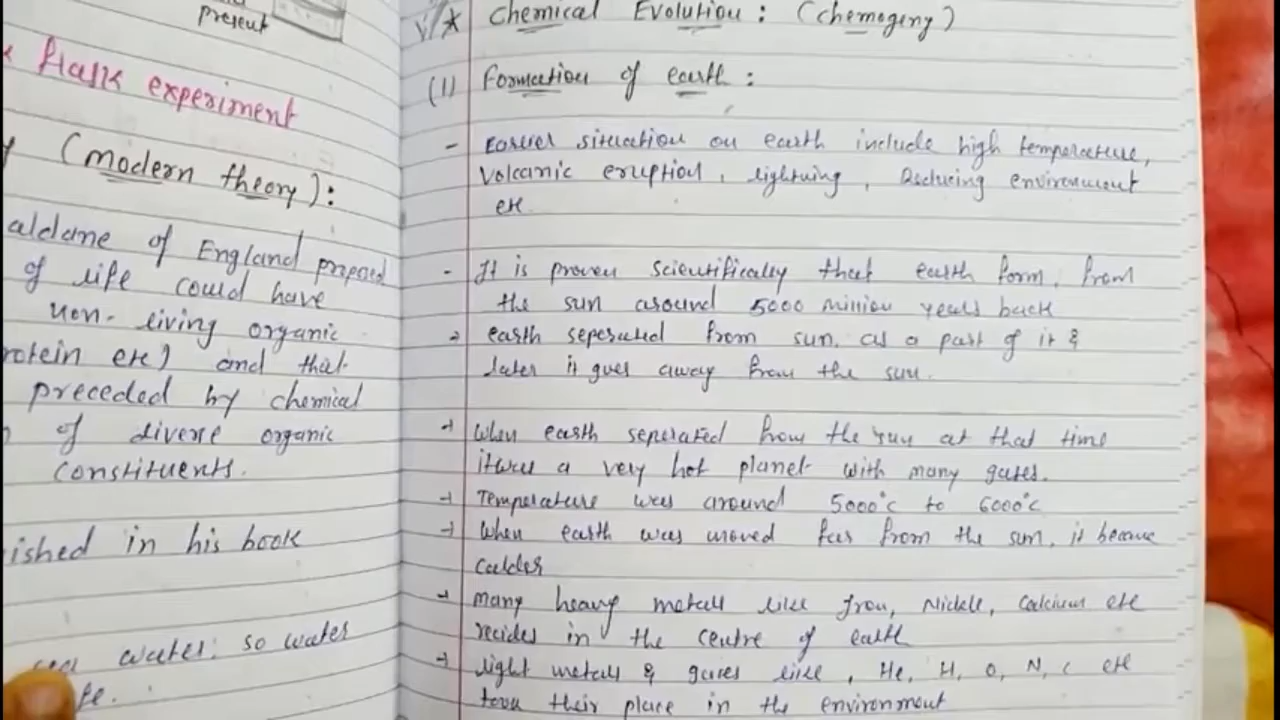 present
flask experiment
(modern theory):
aldane of England proposed
of life could have
non-living organic
rotein etc) and that
preceded by chemical
of diverse organic
constituents.
ished in his book
water: so water
fe.
Chemical Evolution: (chemogeny)
(1) Formation of earth:
- Earlier situation on earth include high temperature,
volcanic eruption, lightning, Reducing environment
etc.
- It is proven scientifically that earth form from
the sun around 5000 million years back
→ earth seperated from sun as a part of it &
later it goes away from the sun.
→ When earth seperated from the sun at that time
it was a very hot planet with many gases.
→ Temperature was around 5000°c to 6000°c
→ When earth was moved far from the sun, it become
colder
→ many heavy metals like Iron, Nickle, Calcium etc
recides in the centre of earth
→ light metals & gases like, He, H, O, N, C etc
their place in the environment